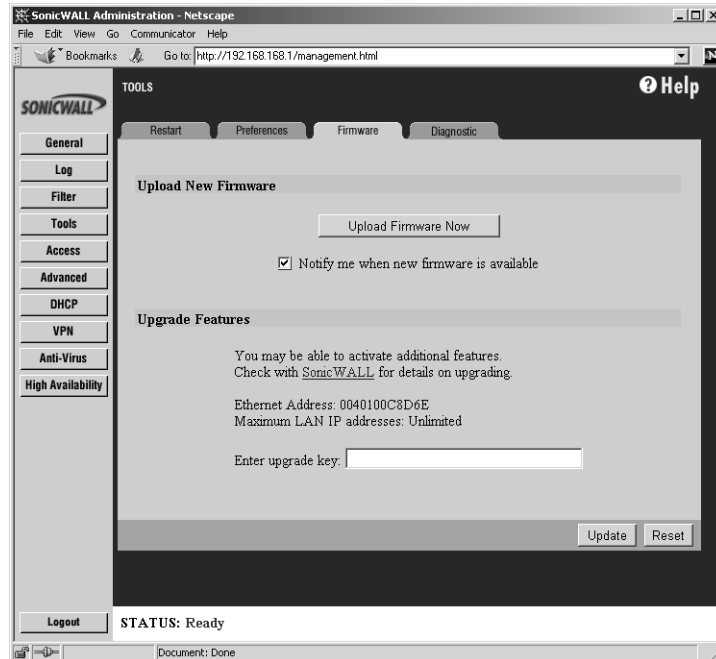 SonicWALL Administration - Netscape
File Edit View Go Communicator Help
Bookmarks Go to: http://192.168.168.1/management.html N
SONICWALL
TOOLS
? Help
Restart Preferences Firmware Diagnostic
General
Log
Filter
Tools
Access
Advanced
DHCP
VPN
Anti-Virus
High Availability
Upload New Firmware
Upload Firmware Now
Notify me when new firmware is available
Upgrade Features
You may be able to activate additional features.
Check with SonicWALL for details on upgrading.
Ethernet Address: 0040100C8D6E
Maximum LAN IP addresses: Unlimited
Enter upgrade key:
Update Reset
Logout
STATUS: Ready
Document: Done